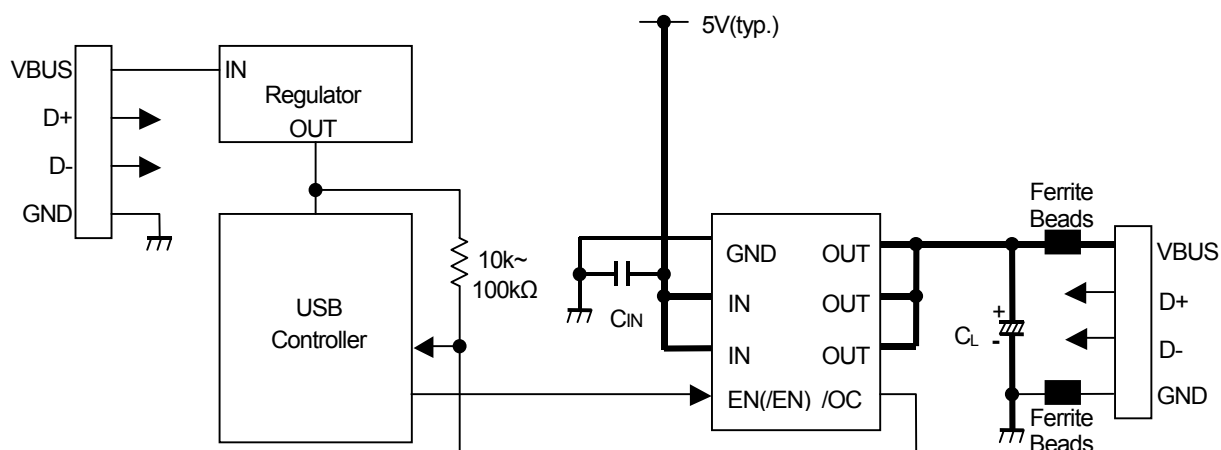 5V(typ.)
VBUS
D+
D-
GND
IN
Regulator
OUT
USB
Controller
10k~
100kΩ
CIN
GND
IN
IN
EN(/EN)
OUT
OUT
OUT
/OC
CL
+
-
Ferrite
Beads
VBUS
D+
D-
GND
Ferrite
Beads